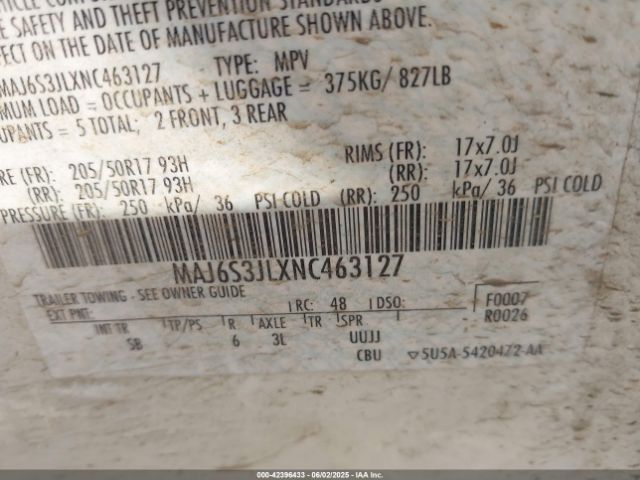 SAFETY AND THEFT PREVENTION STANDARDS
ON THE DATE OF MANUFACTURE SHOWN ABOVE.
MAJ6S3JLXNC463127 TYPE: MPV
MUM LOAD = OCCUPANTS + LUGGAGE = 375KG/ 827LB
UPANTS = 5 TOTAL; 2 FRONT, 3 REAR
RE (FR): 205/50R17 93H RIMS (FR): 17x7.0J
(RR): 205/50R17 93H (RR): 17x7.0J
PRESSURE (FR): 250 kPa/ 36 PSI COLD (RR): 250 kPa/ 36 PSI COLD
MAJ6S3JLXNC463127
TRAILER TOWING - SEE OWNER GUIDE
EXT PNT: RC: 48 DSO: F0007
R0026
INT TR TP/PS R AXLE TR SPR
SB 6 3L UUJJ
CBU 5U5A-5420472-AA
000-42396433 - 06/02/2025 - IAA Inc.